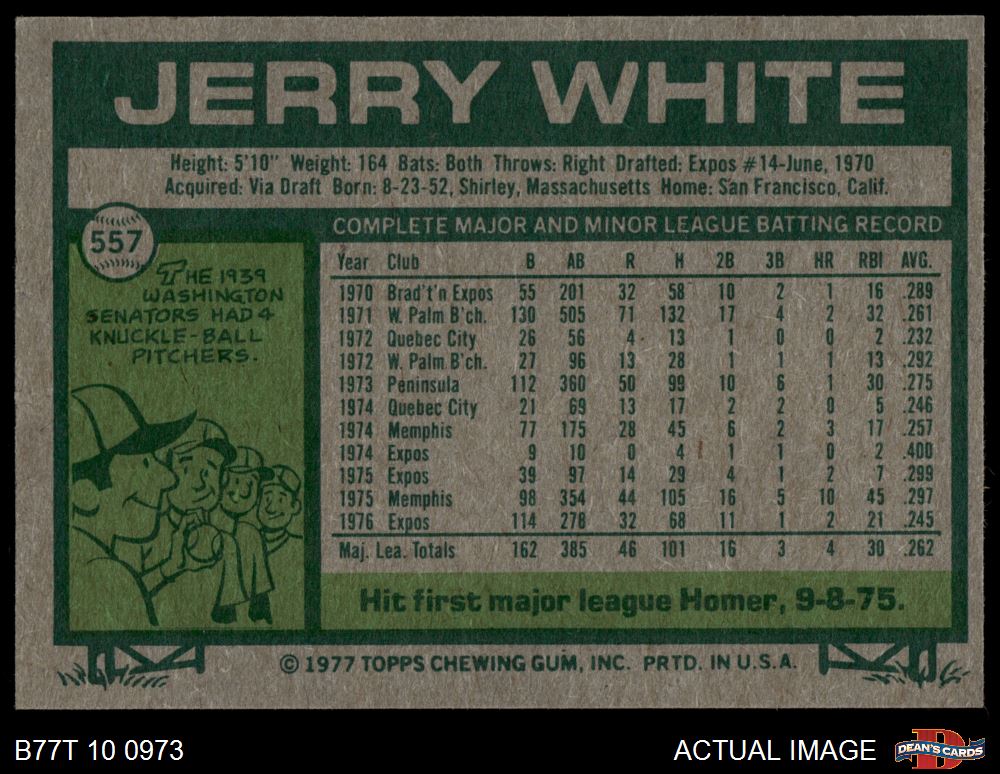 JERRY WHITE
Height: 5'10" Weight: 164 Bats: Both Throws: Right Drafted: Expos #14-June, 1970
Acquired: Via Draft Born: 8-23-52, Shirley, Massachusetts Home: San Francisco, Calif.
557
THE 1939
WASHINGTON
SENATORS HAD 4
KNUCKLE-BALL
PITCHERS.
COMPLETE MAJOR AND MINOR LEAGUE BATTING RECORD
Year Club B AB R H 2B 3B HR RBI AVG.
1970 Brad't'n Expos 55 201 32 58 10 2 1 16 .289
1971 W. Palm B'ch. 130 505 71 132 17 4 2 32 .261
1972 Quebec City 26 56 4 13 1 0 0 2 .232
1972 W. Palm B'ch. 27 96 13 28 1 1 1 13 .292
1973 Peninsula 112 360 50 99 10 6 1 30 .275
1974 Quebec City 21 69 13 17 2 2 0 5 .246
1974 Memphis 77 175 28 45 6 2 3 17 .257
1974 Expos 9 10 0 4 1 1 0 2 .400
1975 Expos 39 97 14 29 4 1 2 7 .299
1975 Memphis 98 354 44 105 16 5 10 45 .297
1976 Expos 114 278 32 68 11 1 2 21 .245
Maj. Lea. Totals 162 385 46 101 16 3 4 30 .262
Hit first major league Homer, 9-8-75.
© 1977 TOPPS CHEWING GUM, INC. PRTD. IN U.S.A.
B77T 10 0973
ACTUAL IMAGE
D
DEAN'S CARDS